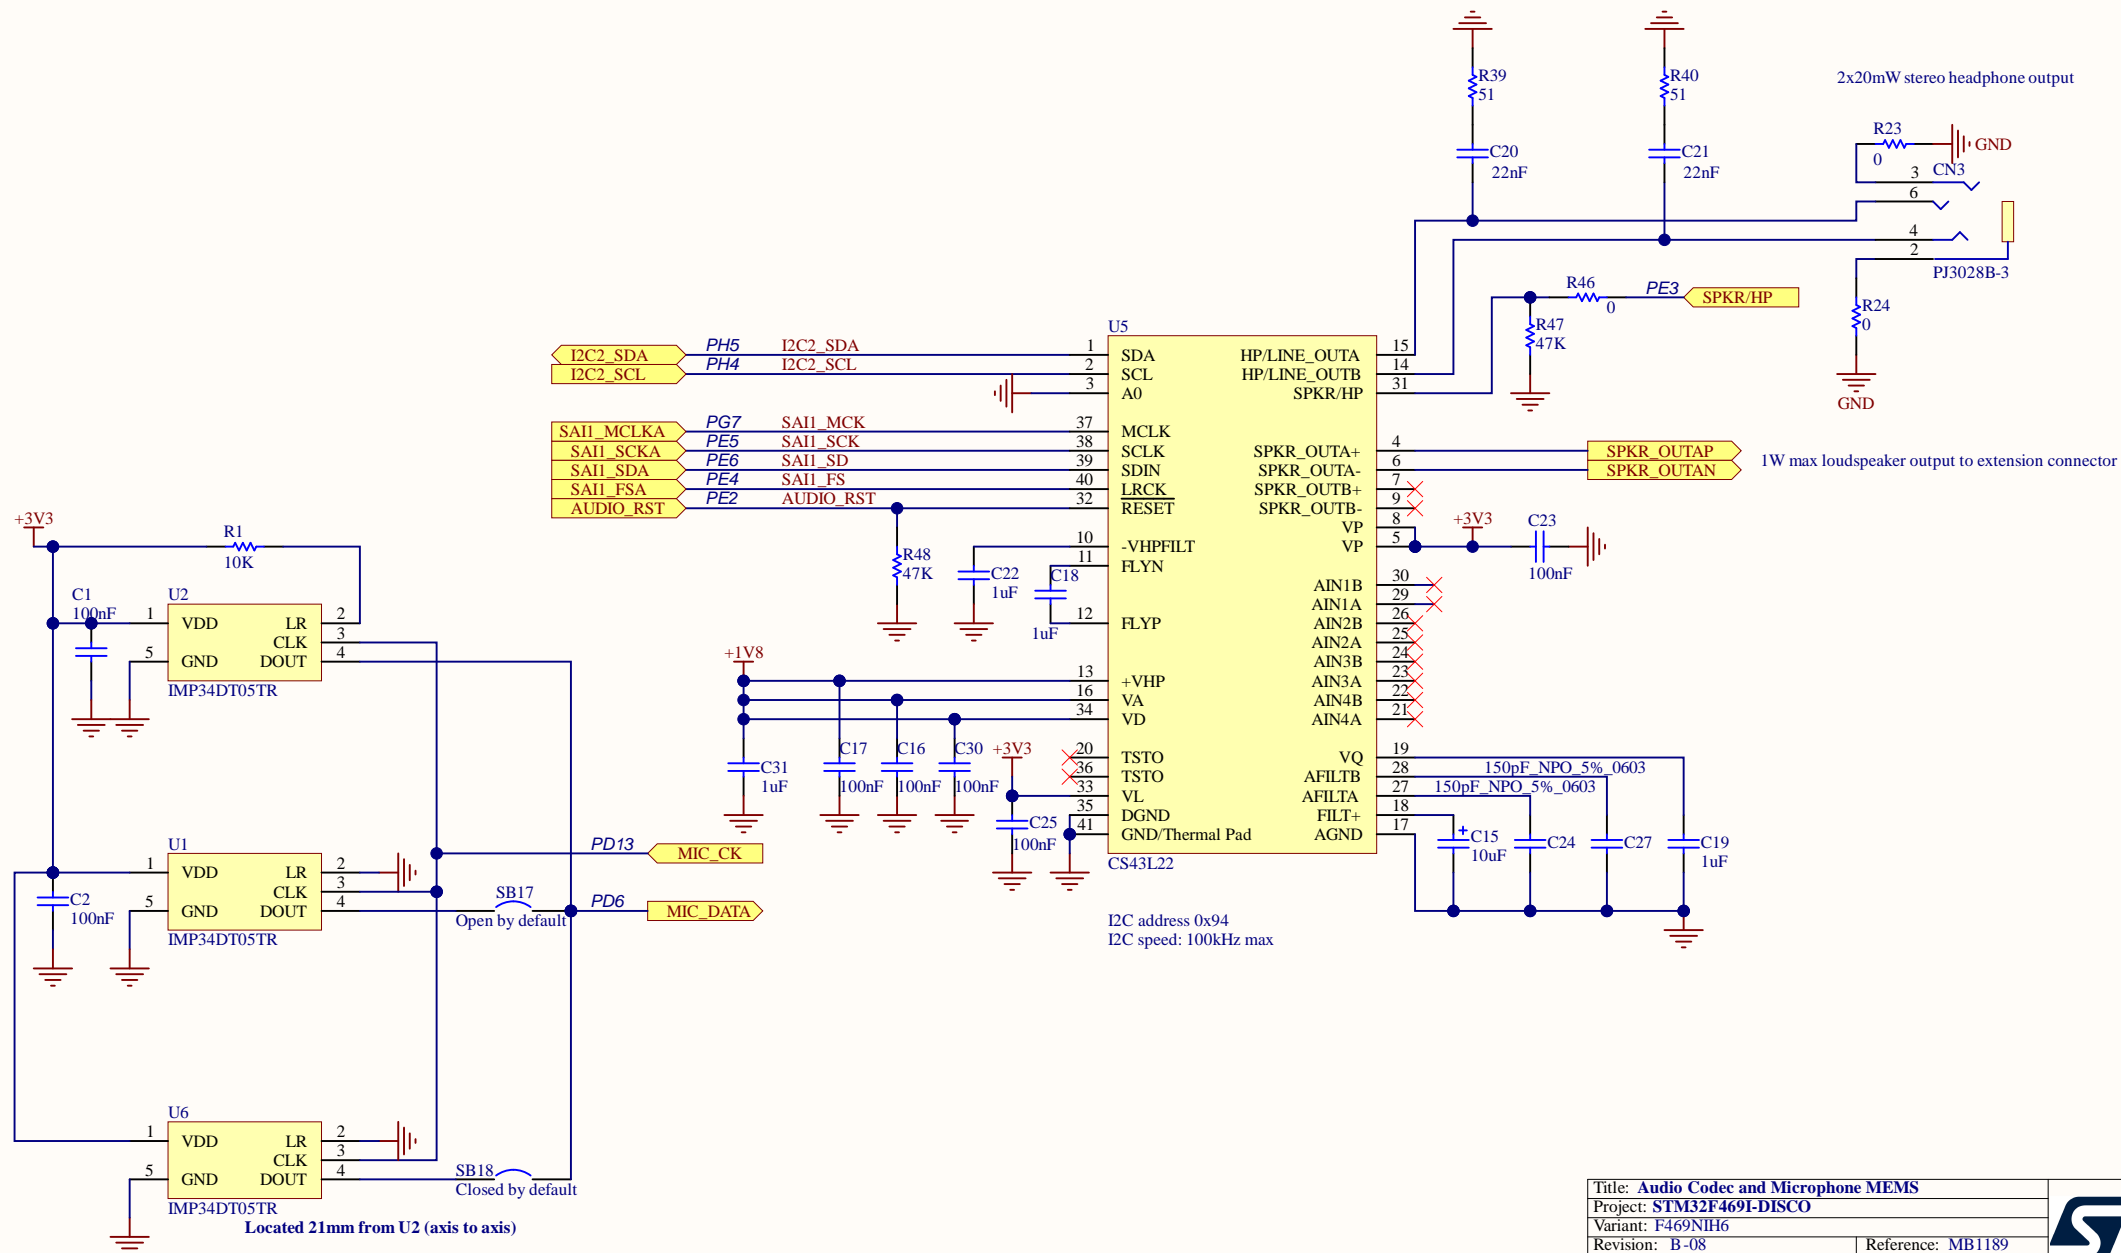 R39
51
R40
51
2x20mW stereo headphone output
R23
0
GND
CN3
3
6
4
2
PJ3028B-3
C20
22nF
C21
22nF
R46
0
PE3
SPKR/HP
R47
47K
R24
0
GND
U5
I2C2_SDA PH5 I2C2_SDA 1 SDA
I2C2_SCL PH4 I2C2_SCL 2 SCL
3 A0
SAI1_MCLKA PG7 SAI1_MCK 37 MCLK
SAI1_SCKA PE5 SAI1_SCK 38 SCLK
SAI1_SDA PE6 SAI1_SD 39 SDIN
SAI1_FSA PE4 SAI1_FS 40 LRCK
AUDIO_RST PE2 AUDIO_RST 32 RESET
10 -VHPFILT
11 FLYN
12 FLYP
13 +VHP
16 VA
34 VD
20 TSTO
36 TSTO
33 VL
35 DGND
41 GND/Thermal Pad
CS43L22
HP/LINE_OUTA 15
HP/LINE_OUTB 14
SPKR/HP 31
SPKR_OUTA+ 4 SPKR_OUTAP
SPKR_OUTA- 6 SPKR_OUTAN
SPKR_OUTB+ 7
SPKR_OUTB- 9
VP 8
VP 5
AIN1B 30
AIN1A 29
AIN2B 26
AIN2A 25
AIN3B 24
AIN3A 23
AIN4B 22
AIN4A 21
VQ 19
AFILTB 28
AFILTA 27
FILT+ 18
AGND 17
1W max loudspeaker output to extension connector
+3V3
C23
100nF
150pF_NPO_5%_0603
150pF_NPO_5%_0603
+ C15
10uF
C24
C27
C19
1uF
R48
47K
C22
1uF
C18
1uF
+1V8
C31
1uF
C17
100nF
C16
100nF
C30
100nF
+3V3
C25
100nF
I2C address 0x94
I2C speed: 100kHz max
+3V3
R1
10K
C1
100nF
U2
1 VDD LR 2
CLK 3
5 GND DOUT 4
IMP34DT05TR
U1
1 VDD LR 2
CLK 3
5 GND DOUT 4
IMP34DT05TR
C2
100nF
PD13 MIC_CK
SB17
Open by default
PD6 MIC_DATA
U6
1 VDD LR 2
CLK 3
5 GND DOUT 4
IMP34DT05TR
SB18
Closed by default
Located 21mm from U2 (axis to axis)
Title: Audio Codec and Microphone MEMS
Project: STM32F469I-DISCO
Variant: F469NIH6
Revision: B-08 Reference: MB1189